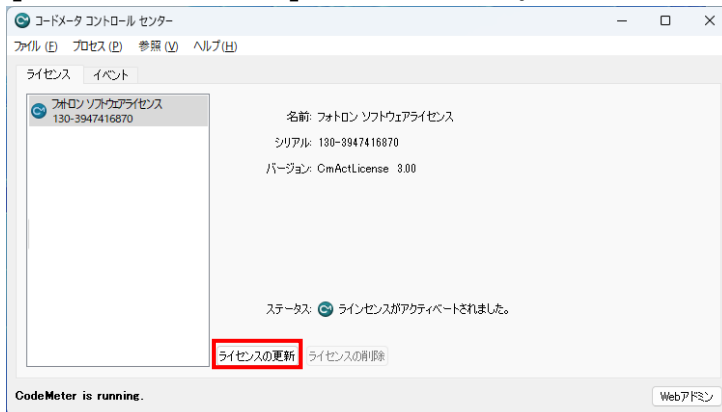 コードメータ コントロール センター
ファイル (F) プロセス (P) 参照 (V) ヘルプ(H)
ライセンス イベント
フォトロン ソフトウェアライセンス
130-3947416870
名前: フォトロン ソフトウェアライセンス
シリアル: 130-3947416870
バージョン: CmActLicense 3.00
ステータス: ラインセンスがアクティベートされました。
ライセンスの更新 ライセンスの削除
CodeMeter is running.
Webアドミン